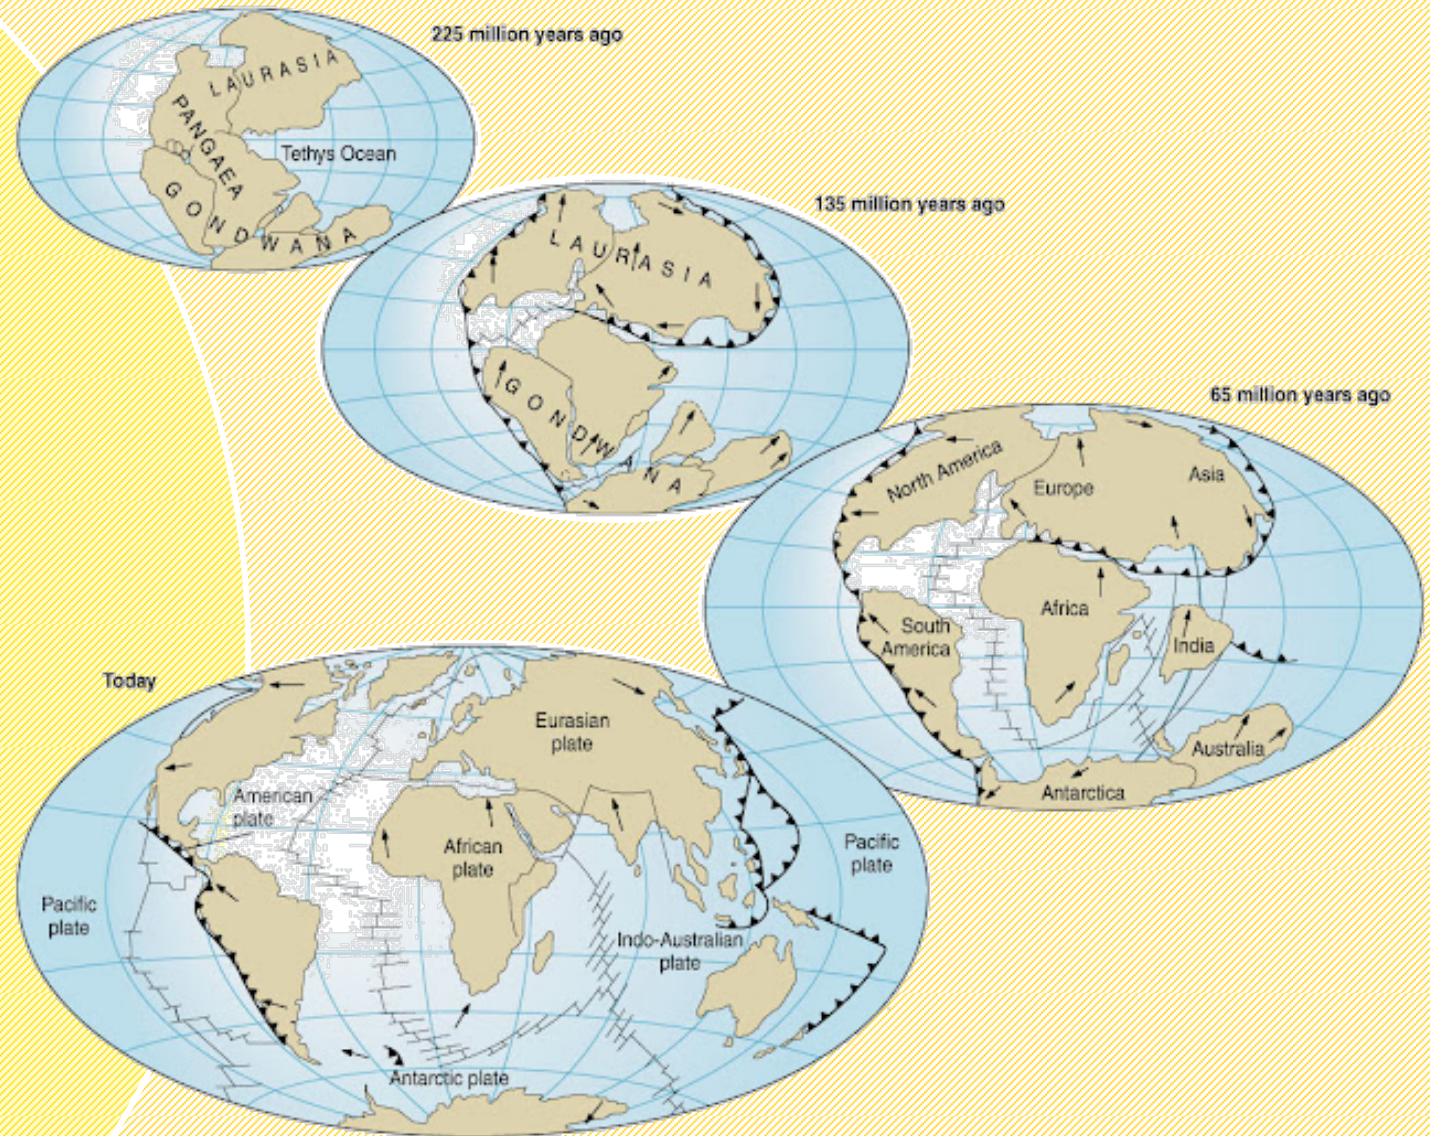 225 million years ago
LAURASIA
PANGAEA
Tethys Ocean
GONDWANA
135 million years ago
LAURASIA
GONDWANA
65 million years ago
North America
Europe
Asia
Africa
South
America
India
Australia
Antarctica
Today
Eurasian
plate
American
plate
African
plate
Pacific
plate
Pacific
plate
Indo-Australian
plate
Antarctic plate